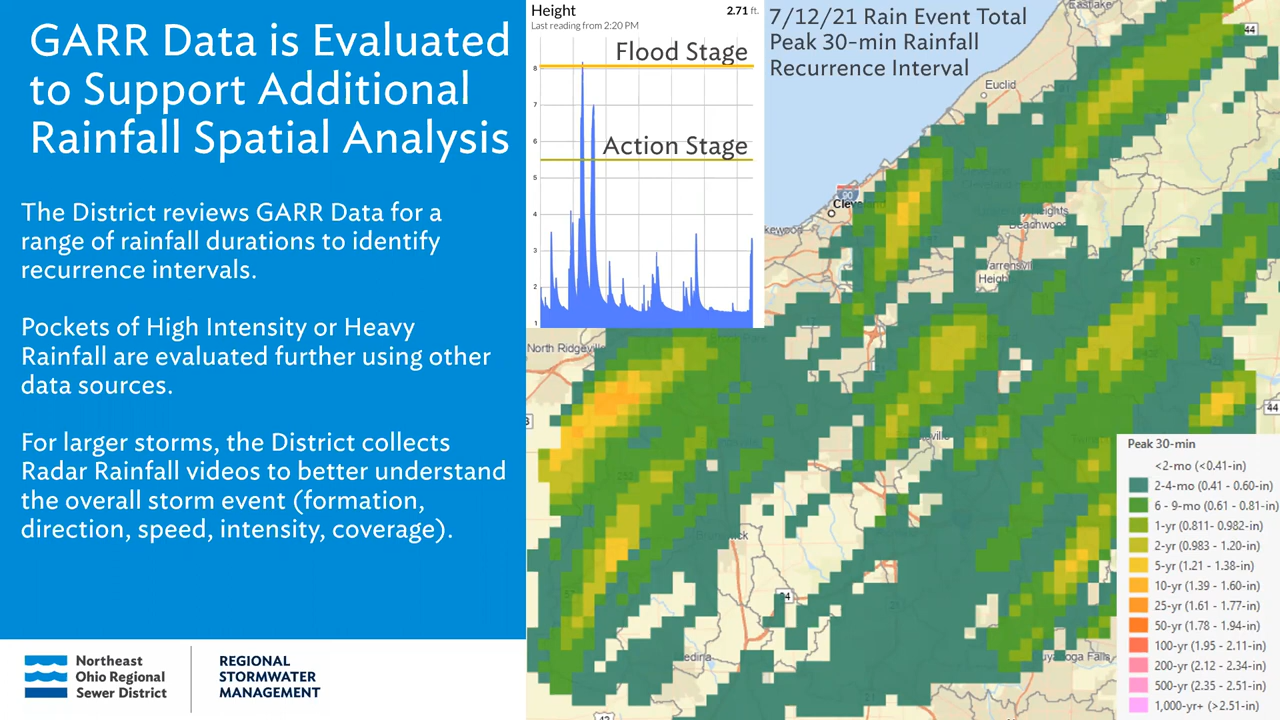 GARR Data is Evaluated
to Support Additional
Rainfall Spatial Analysis
The District reviews GARR Data for a
range of rainfall durations to identify
recurrence intervals.
Pockets of High Intensity or Heavy
Rainfall are evaluated further using other
data sources.
For larger storms, the District collects
Radar Rainfall videos to better understand
the overall storm event (formation,
direction, speed, intensity, coverage).
Northeast
Ohio Regional
Sewer District
REGIONAL
STORMWATER
MANAGEMENT
Height
2.71 ft.
Last reading from 2:20 PM
Flood Stage
Action Stage
8
7
6
5
4
3
2
1
7/12/21 Rain Event Total
Peak 30-min Rainfall
Recurrence Interval
Eastlake
44
Euclid
90
Cleveland
Beachwood
North Ridgeville
44
Peak 30-min
<2-mo (<0.41-in)
2-4-mo (0.41 - 0.60-in)
6 - 9-mo (0.61 - 0.81-in)
1-yr (0.811- 0.982-in)
2-yr (0.983 - 1.20-in)
5-yr (1.21 - 1.38-in)
10-yr (1.39 - 1.60-in)
25-yr (1.61 - 1.77-in)
50-yr (1.78 - 1.94-in)
100-yr (1.95 - 2.11-in)
200-yr (2.12 - 2.34-in)
500-yr (2.35 - 2.51-in)
1,000-yr+ (>2.51-in)